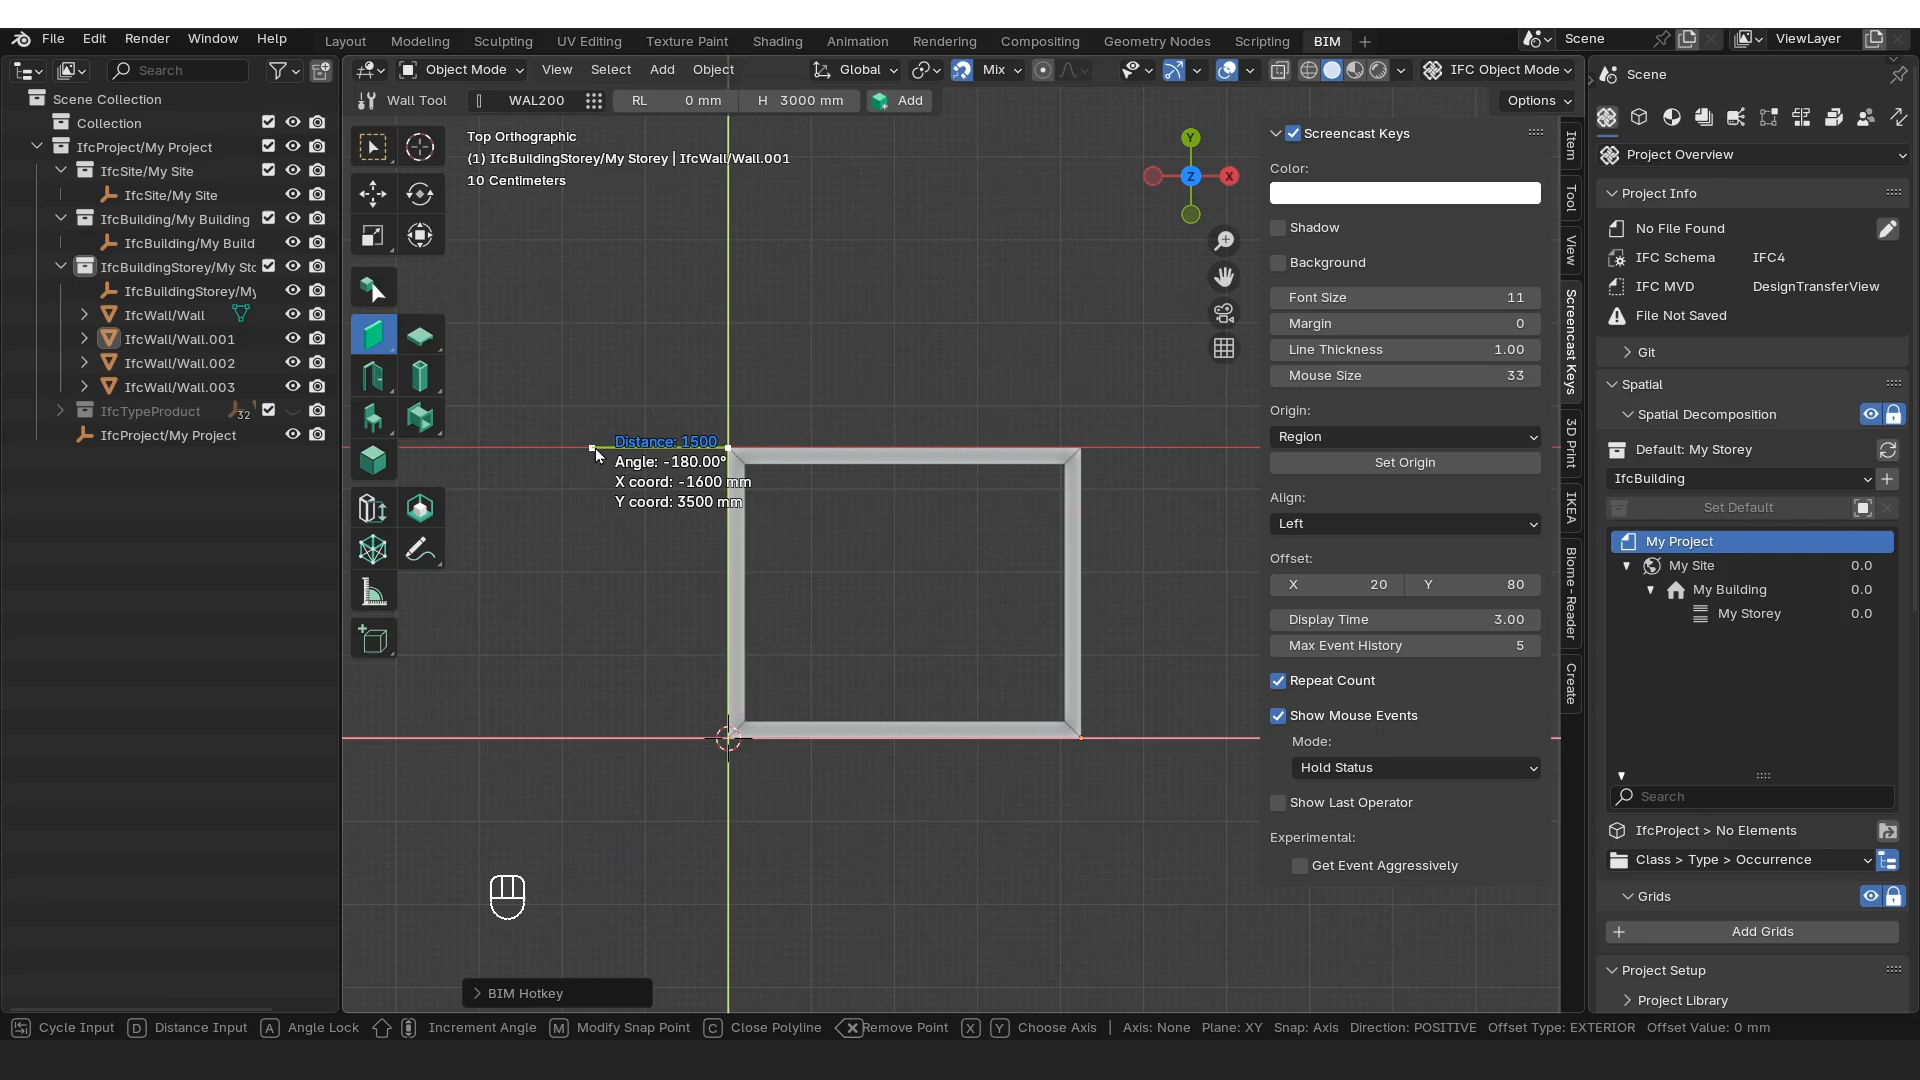 File Edit Render Window Help Layout Modeling Sculpting UV Editing Texture Paint Shading Animation Rendering Compositing Geometry Nodes Scripting BIM Scene ViewLayer
Search
Object Mode View Select Add Object Global Mix IFC Object Mode
Wall Tool WAL200 RL 0 mm H 3000 mm Add Options
Scene Collection
Collection
IfcProject/My Project
IfcSite/My Site
IfcSite/My Site
IfcBuilding/My Building
IfcBuilding/My Build
IfcBuildingStorey/My Sto
IfcBuildingStorey/My
IfcWall/Wall
IfcWall/Wall.001
IfcWall/Wall.002
IfcWall/Wall.003
IfcTypeProduct 32
IfcProject/My Project
Top Orthographic
(1) IfcBuildingStorey/My Storey | IfcWall/Wall.001
10 Centimeters
Y
X
Z
Distance: 1500
Angle: -180.00°
X coord: -1600 mm
Y coord: 3500 mm
BIM Hotkey
Screencast Keys
Color:
Shadow
Background
Font Size 11
Margin 0
Line Thickness 1.00
Mouse Size 33
Origin:
Region
Set Origin
Align:
Left
Offset:
X 20 Y 80
Display Time 3.00
Max Event History 5
Repeat Count
Show Mouse Events
Mode:
Hold Status
Show Last Operator
Experimental:
Get Event Aggressively
Item
Tool
View
Screencast Keys
3D Print
IKEA
Biome-Reader
Create
Scene
Project Overview
Project Info
No File Found
IFC Schema IFC4
IFC MVD DesignTransferView
File Not Saved
Git
Spatial
Spatial Decomposition
Default: My Storey
IfcBuilding
Set Default
My Project
My Site 0.0
My Building 0.0
My Storey 0.0
Search
IfcProject > No Elements
Class > Type > Occurrence
Grids
Add Grids
Project Setup
Project Library
Cycle Input D Distance Input A Angle Lock Increment Angle M Modify Snap Point C Close Polyline Remove Point X Y Choose Axis | Axis: None Plane: XY Snap: Axis Direction: POSITIVE Offset Type: EXTERIOR Offset Value: 0 mm